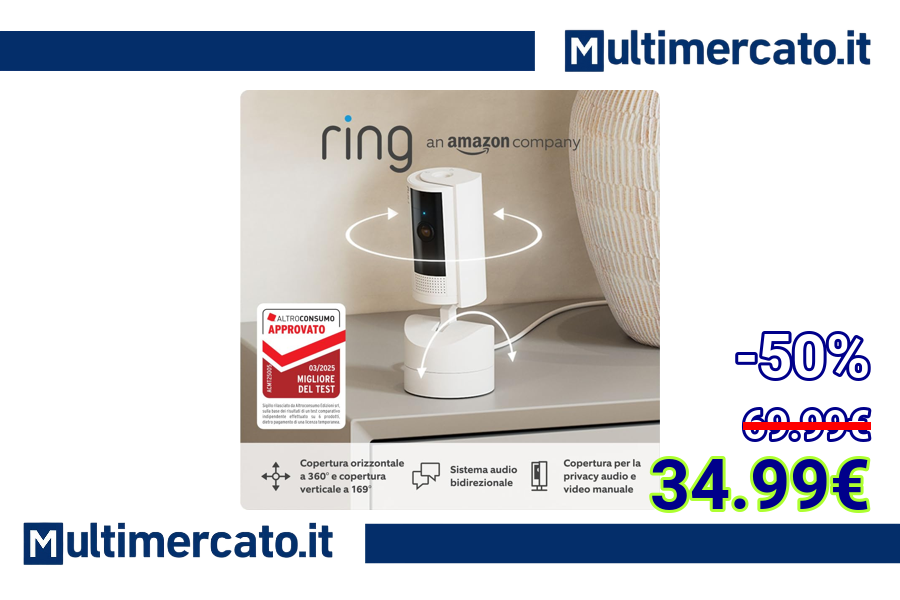 Multimercato.it
ring an amazon company
ALTROCONSUMO
APPROVATO
03/2025
MIGLIORE
DEL TEST
Copertura orizzontale
a 360° e copertura
verticale a 169°
Sistema audio
bidirezionale
Copertura per la
privacy audio e
video manuale
-50%
69.99€
34.99€
Multimercato.it